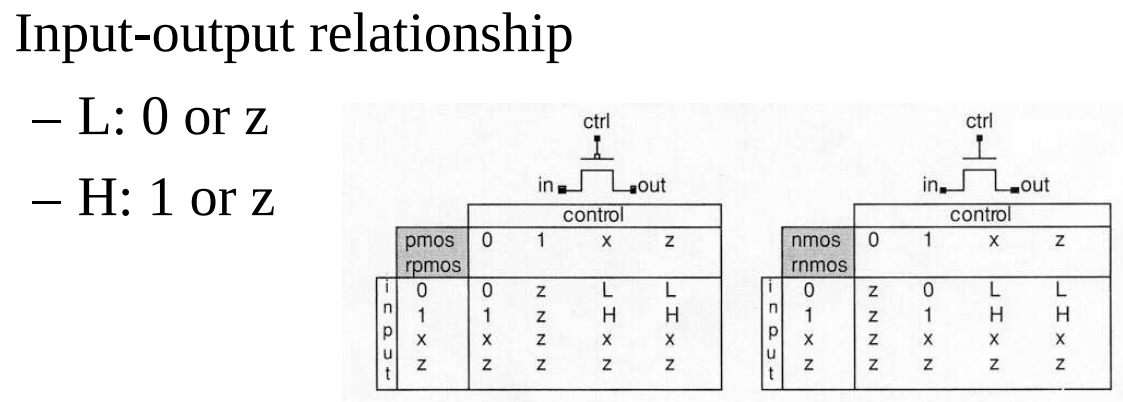 Input-output relationship
– L: 0 or z
– H: 1 or z
ctrl
in out
control
pmos 0 1 x z
rpmos
input
0 0 z L L
1 1 z H H
x x z x x
z z z z z
ctrl
in out
control
nmos 0 1 x z
rnmos
input
0 z 0 L L
1 z 1 H H
x z x x x
z z z z z